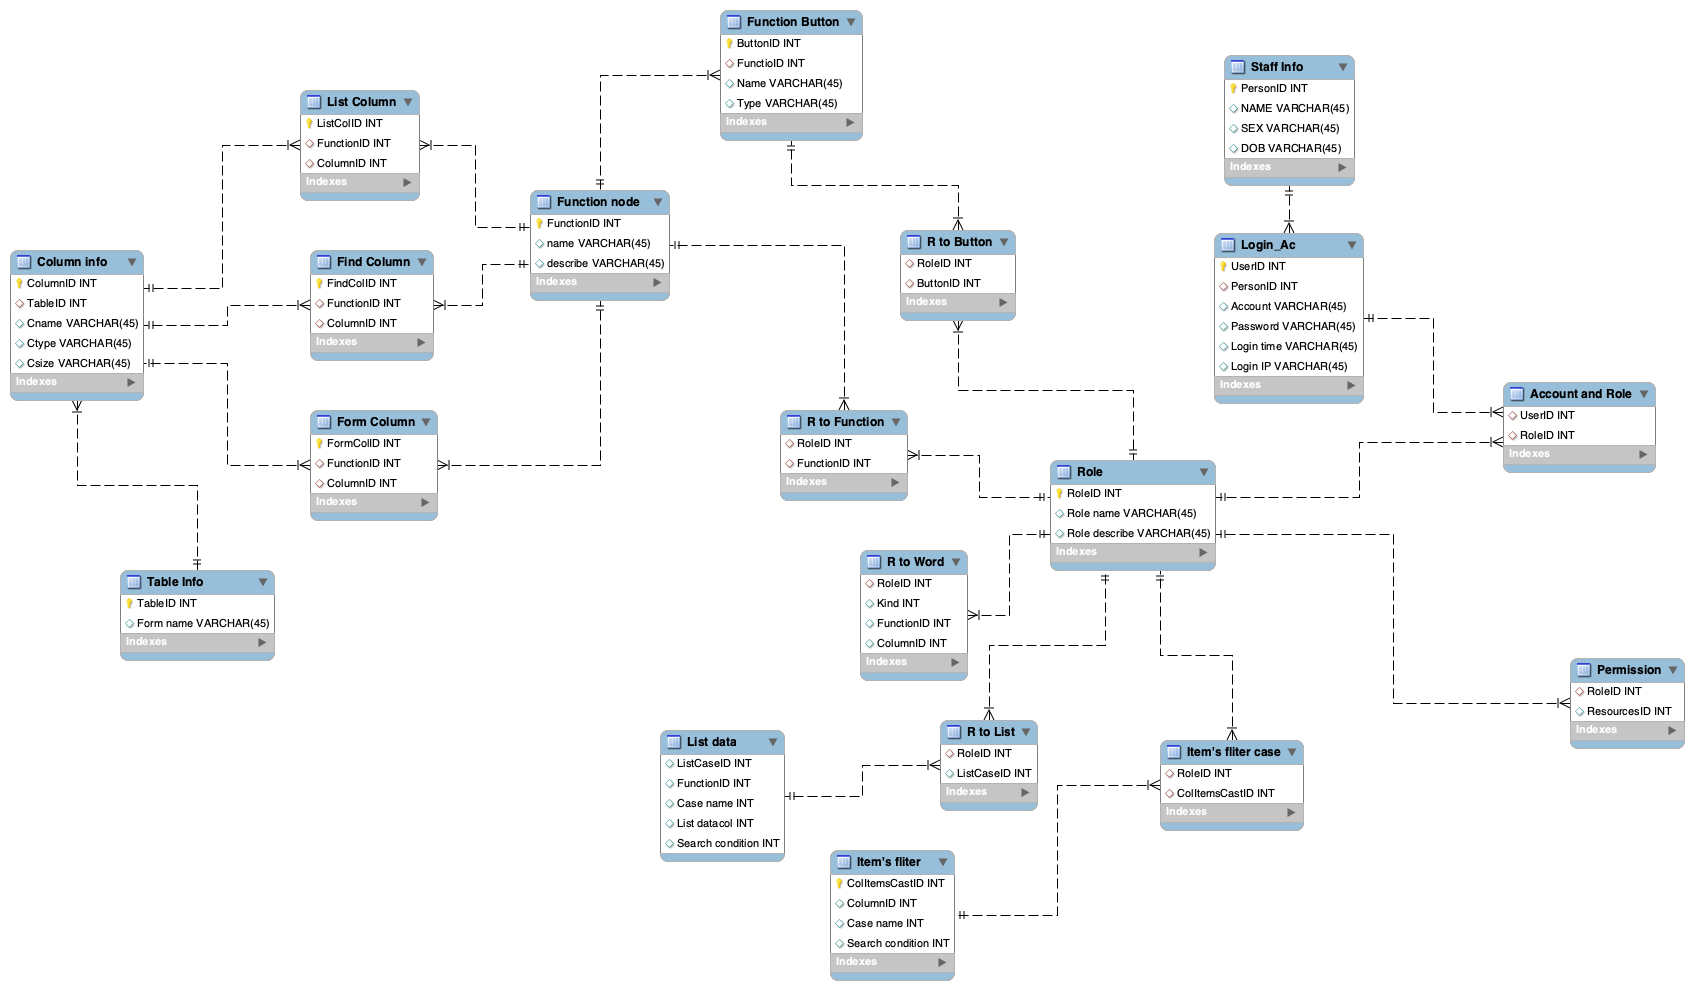 Function Button
ButtonID INT
FunctioID INT
Name VARCHAR(45)
Type VARCHAR(45)
Indexes
Staff Info
PersonID INT
NAME VARCHAR(45)
SEX VARCHAR(45)
DOB VARCHAR(45)
Indexes
List Column
ListColID INT
FunctionID INT
ColumnID INT
Indexes
Function node
FunctionID INT
name VARCHAR(45)
describe VARCHAR(45)
Indexes
R to Button
RoleID INT
ButtonID INT
Indexes
Login_Ac
UserID INT
PersonID INT
Account VARCHAR(45)
Password VARCHAR(45)
Login time VARCHAR(45)
Login IP VARCHAR(45)
Indexes
Column info
ColumnID INT
TableID INT
Cname VARCHAR(45)
Ctype VARCHAR(45)
Csize VARCHAR(45)
Indexes
Find Column
FindColID INT
FunctionID INT
ColumnID INT
Indexes
Account and Role
UserID INT
RoleID INT
Indexes
Form Column
FormColID INT
FunctionID INT
ColumnID INT
Indexes
R to Function
RoleID INT
FunctionID INT
Indexes
Role
RoleID INT
Role name VARCHAR(45)
Role describe VARCHAR(45)
Indexes
R to Word
RoleID INT
Kind INT
FunctionID INT
ColumnID INT
Indexes
Table Info
TableID INT
Form name VARCHAR(45)
Indexes
Permission
RoleID INT
ResourcesID INT
Indexes
R to List
RoleID INT
ListCaseID INT
Indexes
List data
ListCaseID INT
FunctionID INT
Case name INT
List datacol INT
Search condition INT
Item's fliter case
RoleID INT
ColItemsCastID INT
Indexes
Item's fliter
ColItemsCastID INT
ColumnID INT
Case name INT
Search condition INT
Indexes